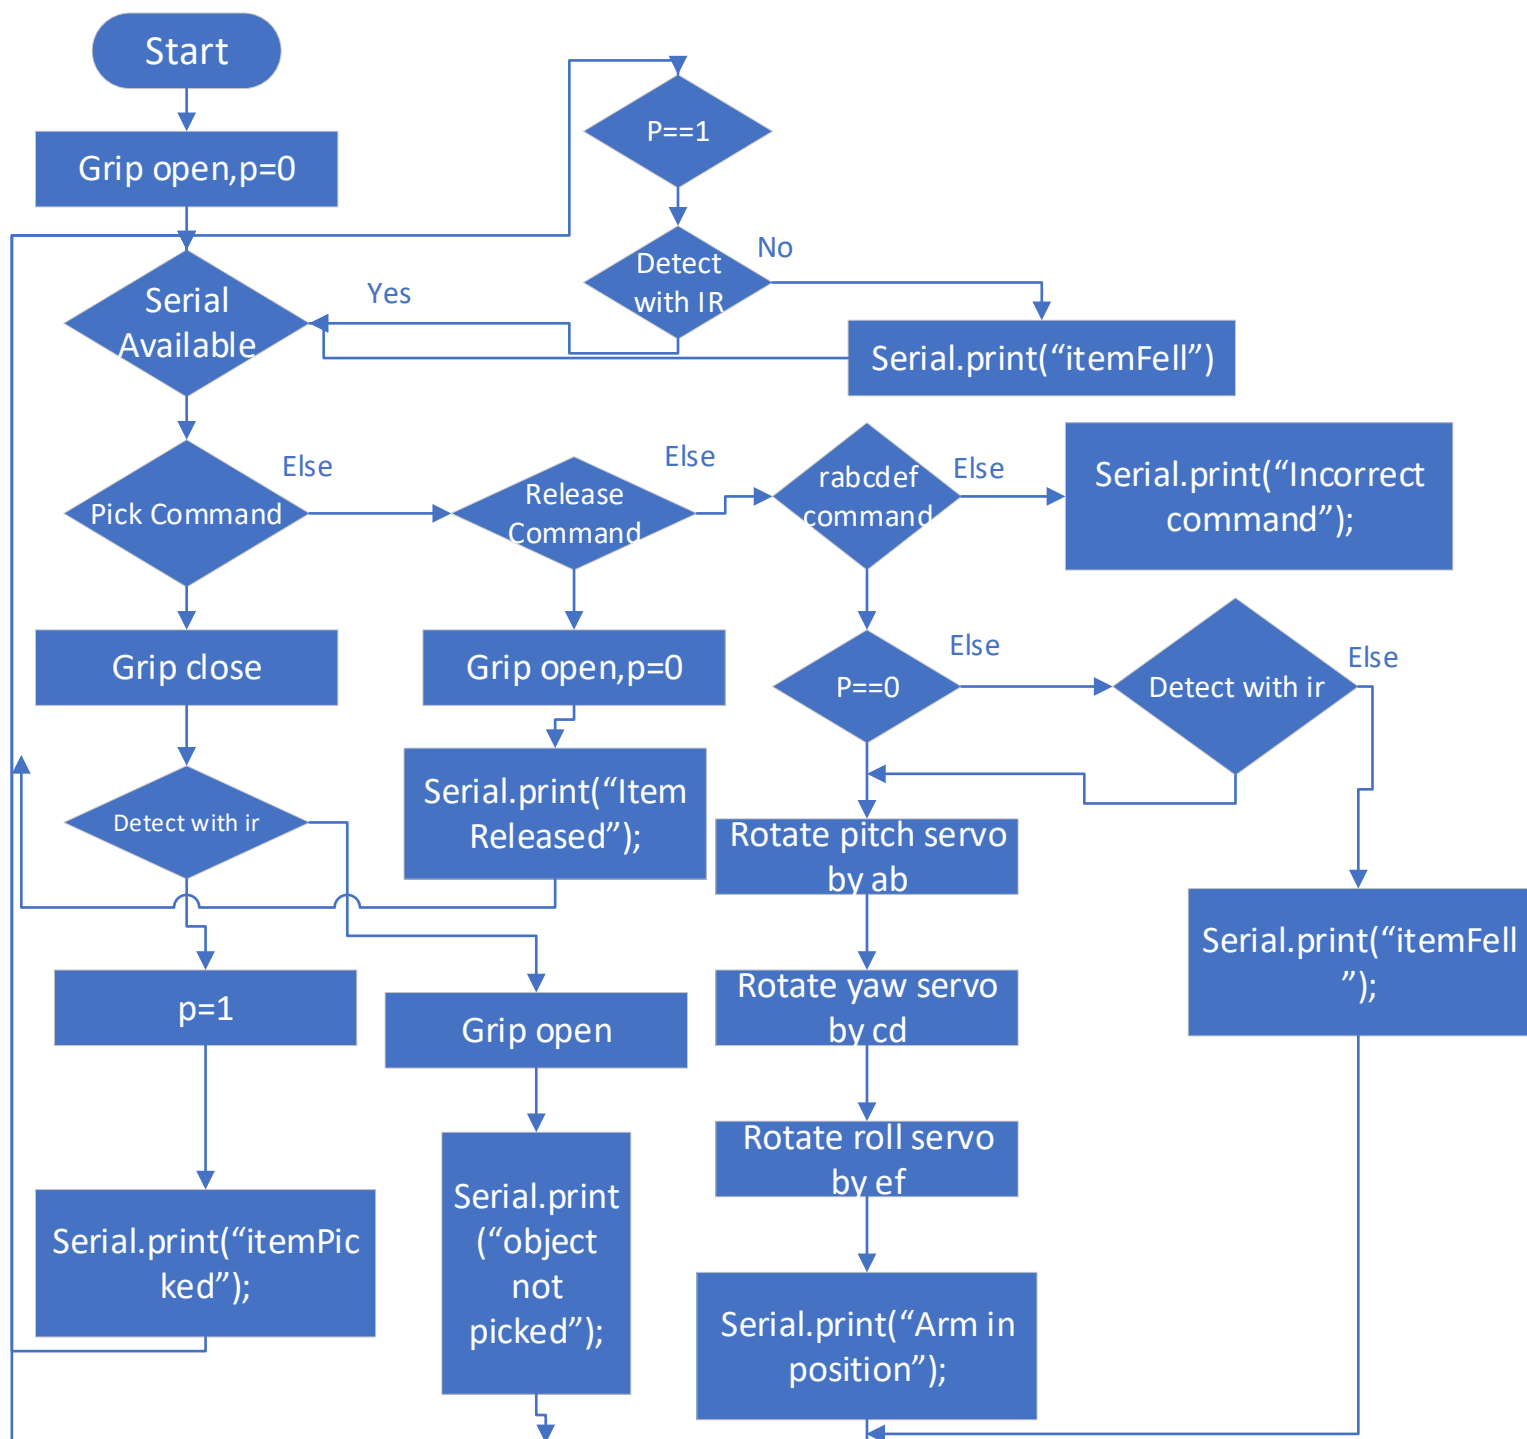 Start
P==1
Grip open,p=0
Detect
with IR
No
Yes
Serial
Available
Serial.print(“itemFell”)
Pick Command
Else
Release
Command
Else
rabcdef
command
Else
Serial.print(“Incorrect
command”);
Grip close
Grip open,p=0
P==0
Else
Detect with ir
Else
Detect with ir
Serial.print(“Item
Released”);
Rotate pitch servo
by ab
p=1
Grip open
Rotate yaw servo
by cd
Serial.print(“itemFell
”);
Rotate roll servo
by ef
Serial.print(“itemPic
ked”);
Serial.print
(“object
not
picked”);
Serial.print(“Arm in
position”);